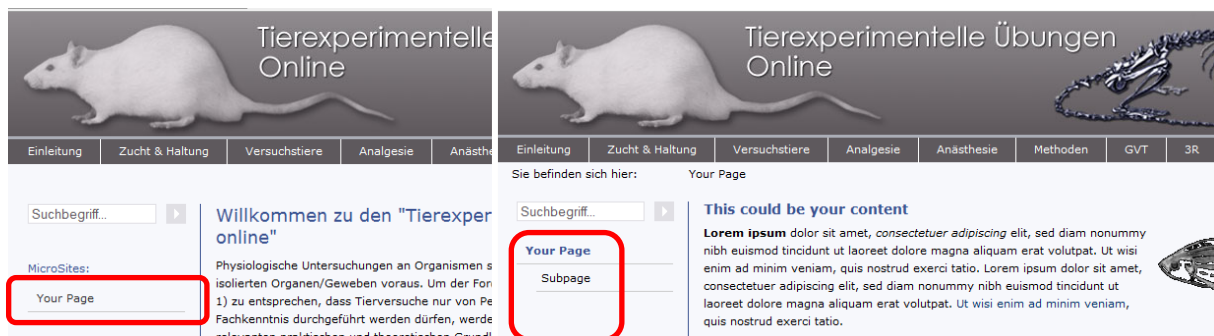 Tierexperimentelle
Online
Einleitung Zucht & Haltung Versuchstiere Analgesie Anästhe
Suchbegriff...
MicroSites:
Your Page
Willkommen zu den "Tierexper
online"
Physiologische Untersuchungen an Organismen s
isolierten Organen/Geweben voraus. Um der For
1) zu entsprechen, dass Tierversuche nur von Pe
Fachkenntnis durchgeführt werden dürfen, werde
Tierexperimentelle Übungen
Online
Einleitung Zucht & Haltung Versuchstiere Analgesie Anästhesie Methoden GVT 3R
Sie befinden sich hier: Your Page
Suchbegriff...
Your Page
Subpage
This could be your content
Lorem ipsum dolor sit amet, consectetuer adipiscing elit, sed diam nonummy
nibh euismod tincidunt ut laoreet dolore magna aliquam erat volutpat. Ut wisi
enim ad minim veniam, quis nostrud exerci tatio. Lorem ipsum dolor sit amet,
consectetuer adipiscing elit, sed diam nonummy nibh euismod tincidunt ut
laoreet dolore magna aliquam erat volutpat. Ut wisi enim ad minim veniam,
quis nostrud exerci tatio.